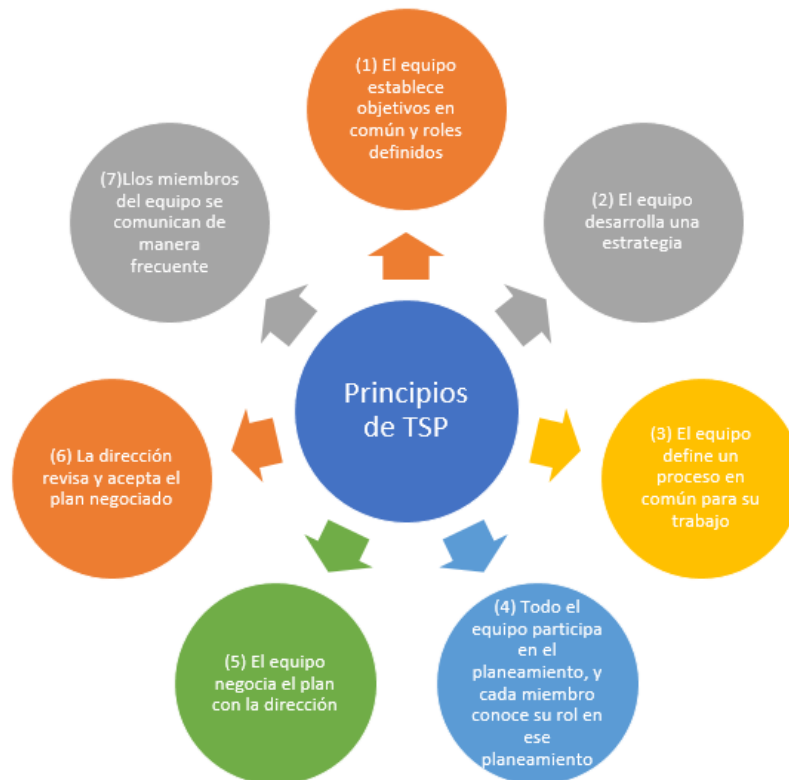 (1) El equipo
establece
objetivos en
común y roles
definidos
(2) El equipo
desarrolla una
estrategia
(3) El equipo
define un
proceso en
común para su
trabajo
(4) Todo el
equipo participa
en el
planeamiento, y
cada miembro
conoce su rol en
ese
planeamiento
(5) El equipo
negocia el plan
con la dirección
(6) La dirección
revisa y acepta el
plan negociado
(7)Llos miembros
del equipo se
comunican de
manera
frecuente
Principios
de TSP